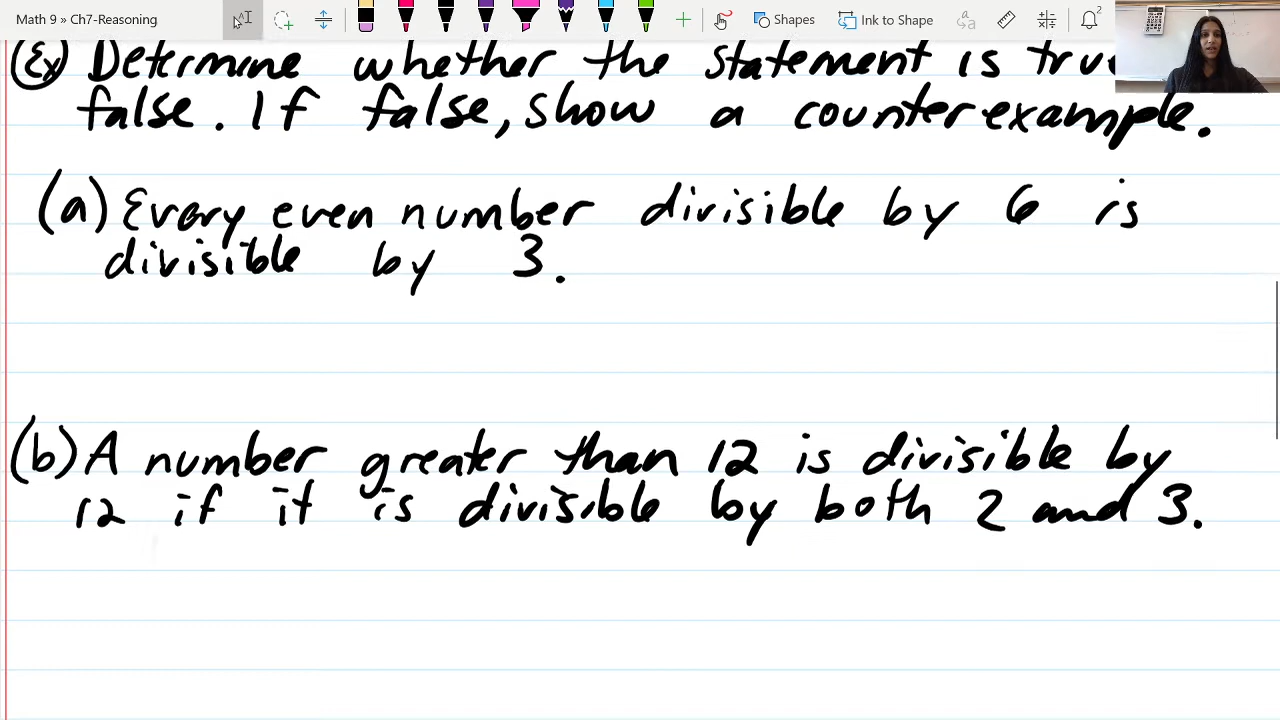 Math 9 » Ch7-Reasoning
Shapes
Ink to Shape
2
(Ex) Determine whether the statement is
false. If false, show a counterexample.
(a) Every even number divisible by 6 is
divisible by 3.
(b) A number greater than 12 is divisible by
12 if it is divisible by both 2 and 3.